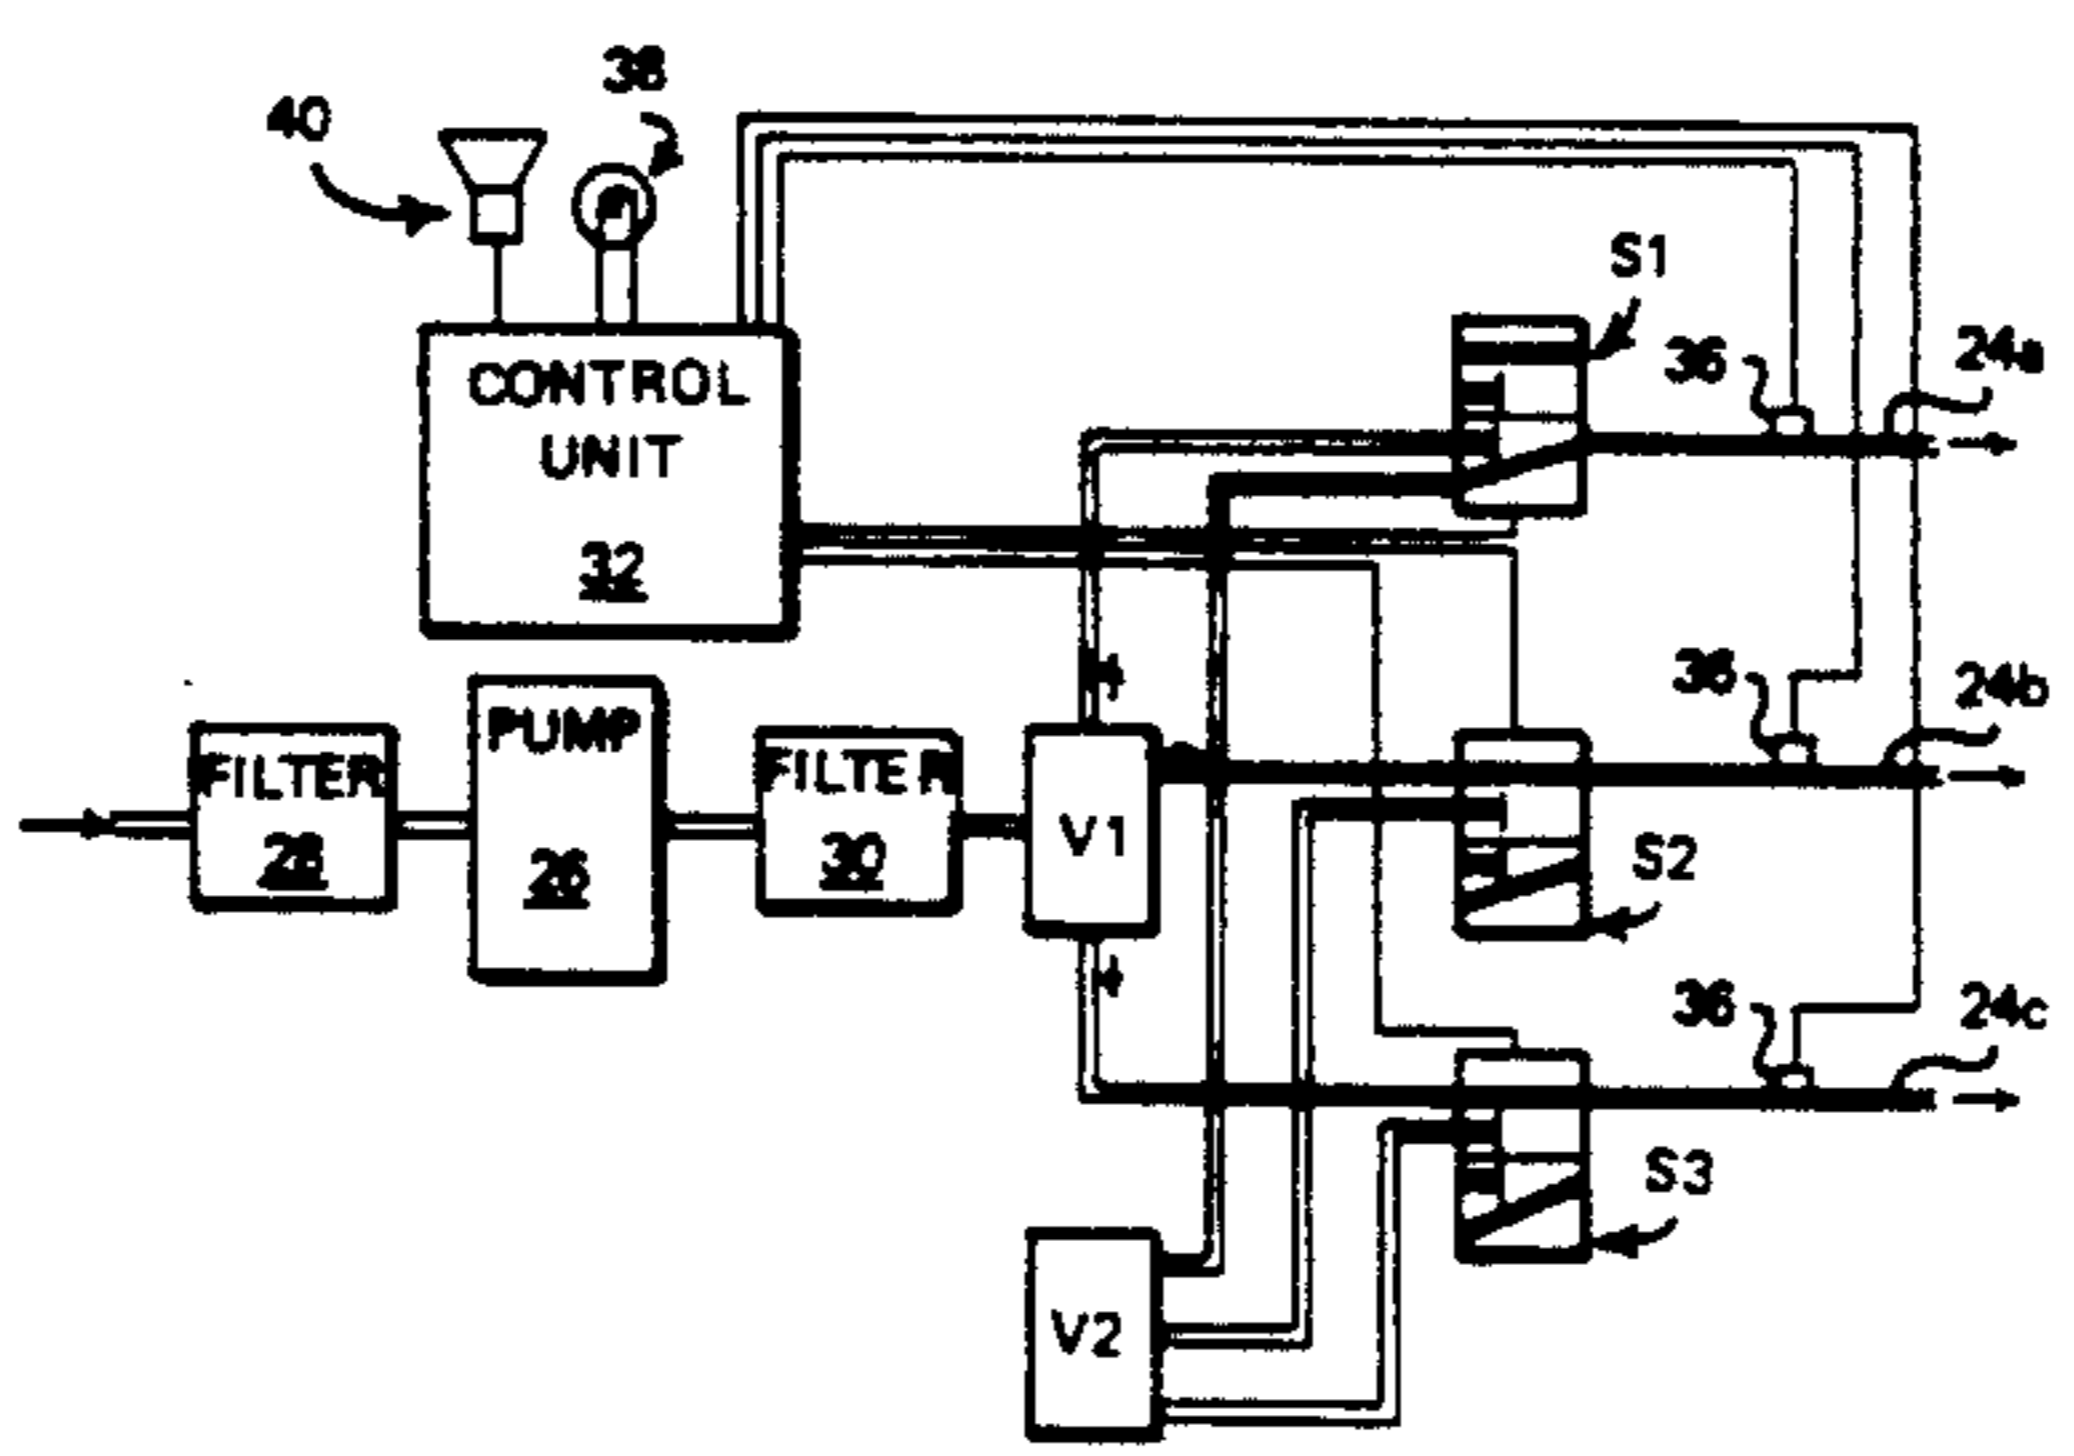 38
40
S1
CONTROL
UNIT
32
36
24a
36
24b
PUMP
26
FILTER
28
FILTER
30
V1
S2
36
24c
S3
V2